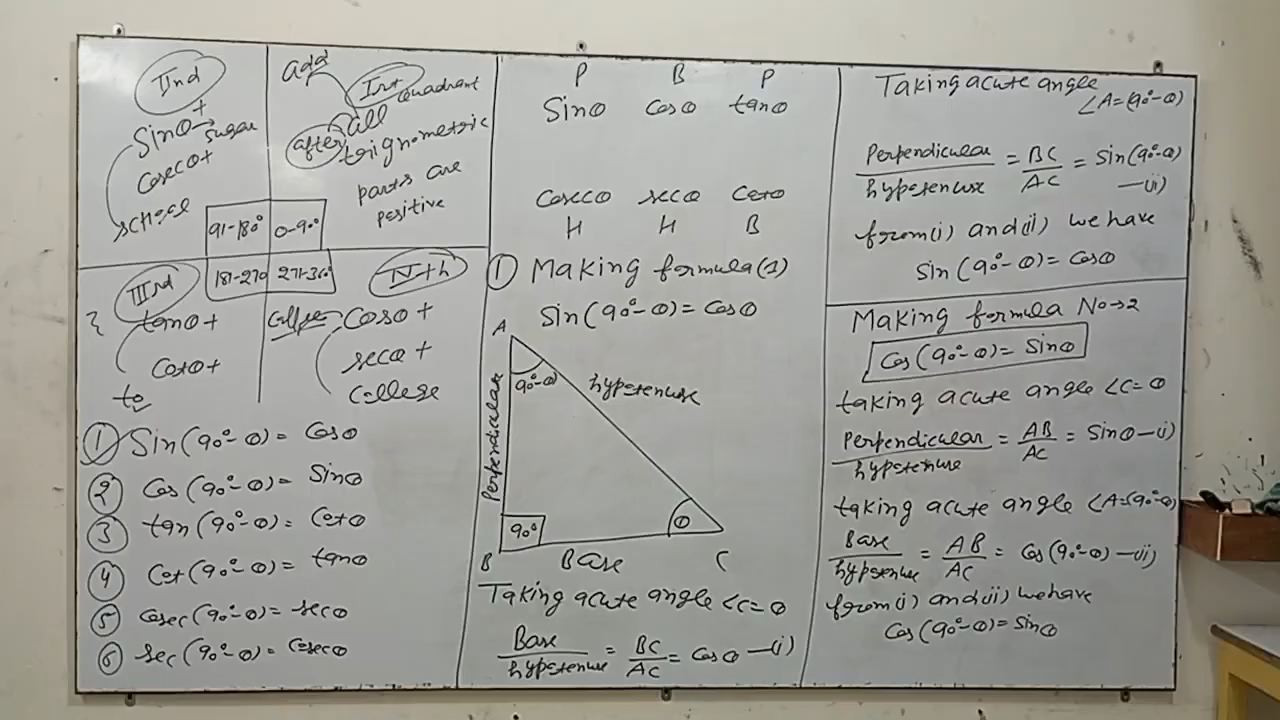 IInd
Sinθ+
Sugar
Cosecθ+
Add
Ist Quadrant
after all
trignometric
parts are
positive
91-180° 0-90°
181-270 271-360°
IIIrd
tanθ+
Cotθ+
to
IVth
College Cosθ+
secθ+
College
① Sin(90°-θ)= Cosθ
② Cos(90°-θ)= Sinθ
③ tan(90°-θ)= Cotθ
④ Cot(90°-θ)= tanθ
⑤ Cosec(90°-θ)= secθ
⑥ Sec(90°-θ)= Cosecθ
P B P
Sinθ Cosθ tanθ
Cosecθ secθ Cotθ
H H B
① Making formula(1)
Sin(90°-θ)= Cosθ
A
90°-θ
Perpendicular
hypotenuse
90°
θ
B Base C
Taking acute angle <C=θ
Base/hypotenuse = BC/AC = Cosθ —(i)
Taking acute angle
∠A=(90°-θ)
Perpendicular/hypotenuse = BC/AC = Sin(90°-θ)
—(ii)
from(i) and(ii) we have
Sin(90°-θ)= Cosθ
Making formula No→2
Cos(90°-θ)= Sinθ
taking acute angle <C=θ
Perpendicular/hypotenuse = AB/AC = Sinθ —(i)
taking acute angle ∠A=(90°-θ)
Base/hypotenuse = AB/AC = Cos(90°-θ) —(ii)
from(i) and(ii) we have
Cos(90°-θ)= Sinθ